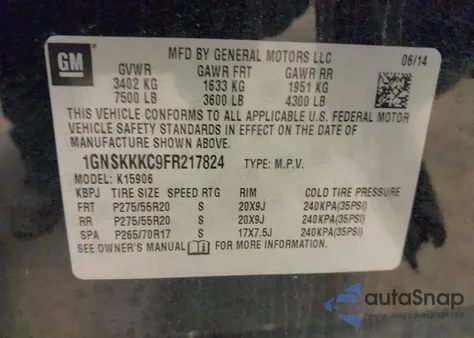 GM
MFD BY GENERAL MOTORS LLC 06/14
GVWR GAWR FRT GAWR RR
3402 KG 1633 KG 1951 KG
7500 LB 3600 LB 4300 LB
THIS VEHICLE CONFORMS TO ALL APPLICABLE U.S. FEDERAL MOTOR
VEHICLE SAFETY STANDARDS IN EFFECT ON THE DATE OF
MANUFACTURE SHOWN ABOVE.
1GNSKKKC9FR217824 TYPE: M.P.V.
MODEL: K15906
KBPJ TIRE SIZE SPEED RTG RIM COLD TIRE PRESSURE
FRT P275/55R20 S 20X9J 240KPA(35PSI)
RR P275/55R20 S 20X9J 240KPA(35PSI)
SPA P265/70R17 S 17X7.5J 240KPA(35PSI)
SEE OWNER'S MANUAL FOR MORE INFORMATION.
autoSnap